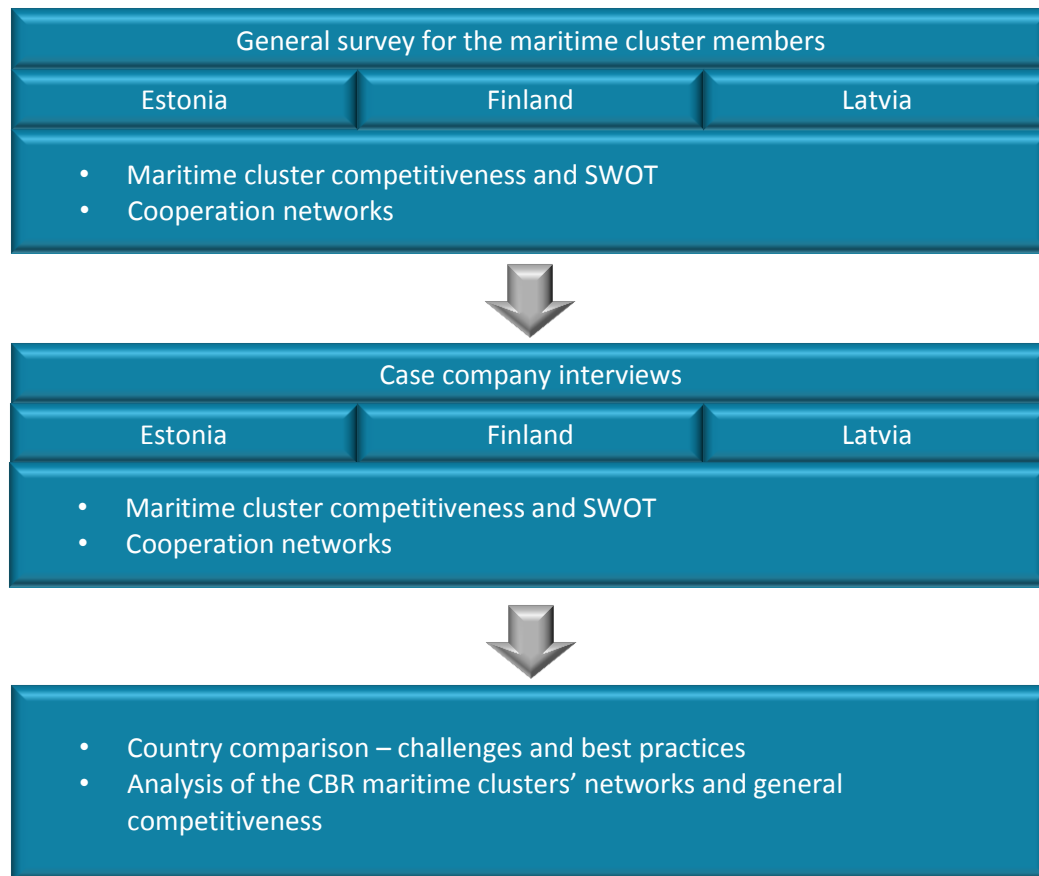 General survey for the maritime cluster members
Estonia Finland Latvia
• Maritime cluster competitiveness and SWOT
• Cooperation networks
Case company interviews
Estonia Finland Latvia
• Maritime cluster competitiveness and SWOT
• Cooperation networks
• Country comparison – challenges and best practices
• Analysis of the CBR maritime clusters’ networks and general
competitiveness